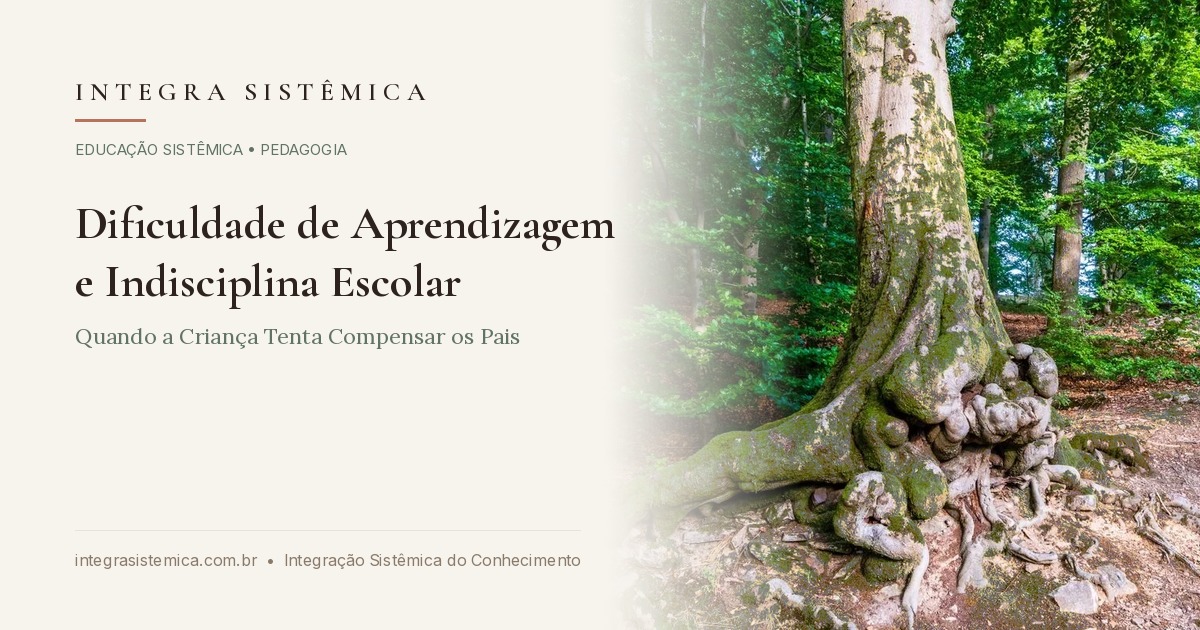 INTEGRA SISTÊMICA
EDUCAÇÃO SISTÊMICA • PEDAGOGIA
Dificuldade de Aprendizagem
e Indisciplina Escolar
Quando a Criança Tenta Compensar os Pais
integrasistemica.com.br • Integração Sistêmica do Conhecimento